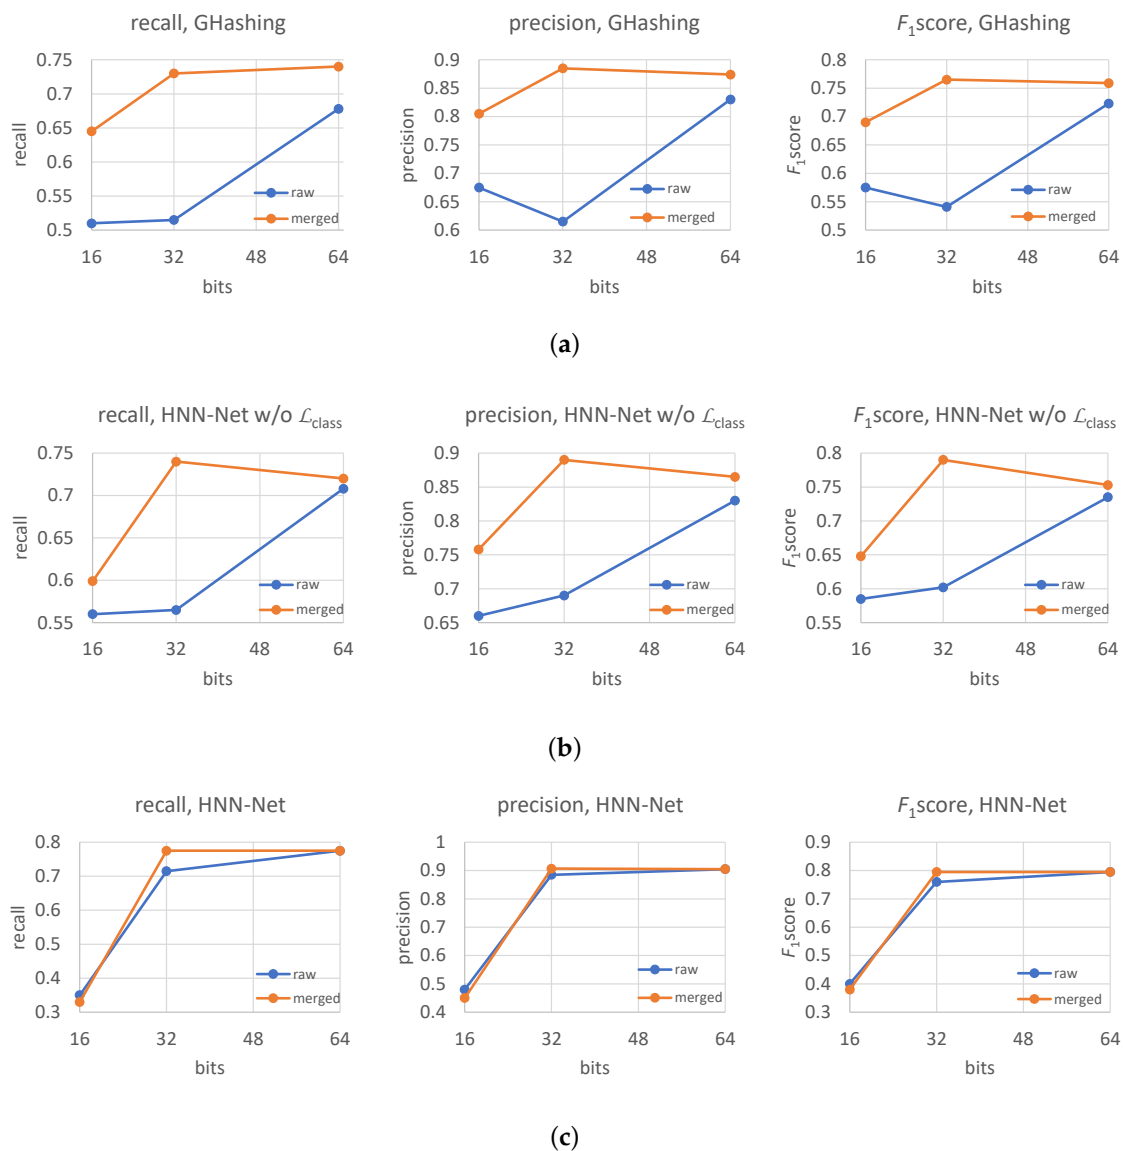 recall, GHashing
0.75
0.7
0.65
0.6
0.55
0.5
recall
raw
merged
16 32 48 64
bits
precision, GHashing
0.9
0.85
0.8
0.75
0.7
0.65
0.6
precision
raw
merged
16 32 48 64
bits
F₁score, GHashing
0.8
0.75
0.7
0.65
0.6
0.55
0.5
F₁score
raw
merged
16 32 48 64
bits
(a)
recall, HNN-Net w/o ℒclass
0.75
0.7
0.65
0.6
0.55
recall
raw
merged
16 32 48 64
bits
precision, HNN-Net w/o ℒclass
0.9
0.85
0.8
0.75
0.7
0.65
precision
raw
merged
16 32 48 64
bits
F₁score, HNN-Net w/o ℒclass
0.8
0.75
0.7
0.65
0.6
0.55
F₁score
raw
merged
16 32 48 64
bits
(b)
recall, HNN-Net
0.8
0.7
0.6
0.5
0.4
0.3
recall
raw
merged
16 32 48 64
bits
precision, HNN-Net
1
0.9
0.8
0.7
0.6
0.5
0.4
precision
raw
merged
16 32 48 64
bits
F₁score, HNN-Net
0.9
0.8
0.7
0.6
0.5
0.4
0.3
F₁score
raw
merged
16 32 48 64
bits
(c)